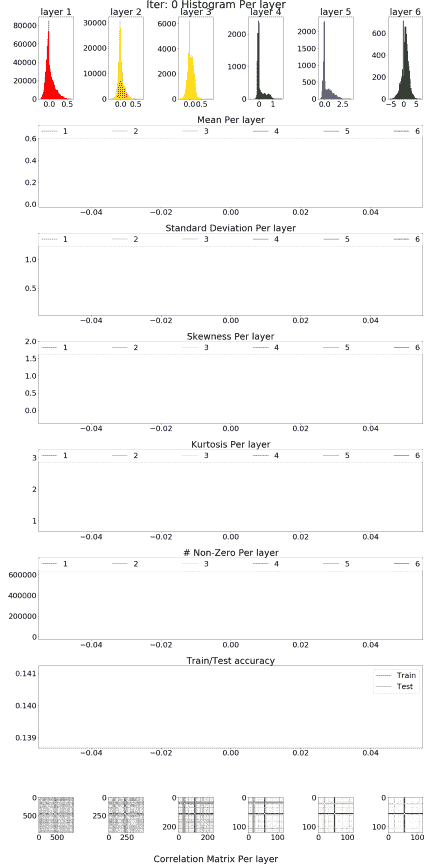 Iter: 0 Histogram Per layer
layer 1 layer 2 layer 3 layer 4 layer 5 layer 6
80000 60000 40000 20000 0
30000 20000 10000 0
6000 4000 2000 0
2000 1000 0
2000 1000 0
600 400 200 0
0.0 0.5 0.0 0.5 0.0 0.5 0 1 0.0 2.5 −5 0 5
Mean Per layer
1 2 3 4 5 6
0.6
0.4
0.2
0.0
−0.04 −0.02 0.00 0.02 0.04
Standard Deviation Per layer
1 2 3 4 5 6
1.0
0.5
−0.04 −0.02 0.00 0.02 0.04
Skewness Per layer
2.0
1 2 3 4 5 6
1.5
1.0
0.5
0.0
−0.04 −0.02 0.00 0.02 0.04
Kurtosis Per layer
3 1 2 3 4 5 6
2
1
−0.04 −0.02 0.00 0.02 0.04
# Non-Zero Per layer
1 2 3 4 5 6
600000
400000
200000
0
−0.04 −0.02 0.00 0.02 0.04
Train/Test accuracy
0.141 Train
Test
0.140
0.139
−0.04 −0.02 0.00 0.02 0.04
0 0 0 0 0 0
500 250 200 100 100 100
0 500 0 250 0 200 0 100 0 100 0 100
Correlation Matrix Per layer